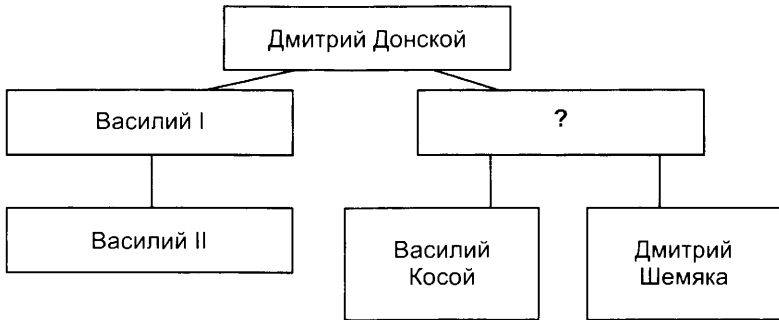 Дмитрий Донской
Василий I
?
Василий II
Василий
Косой
Дмитрий
Шемяка